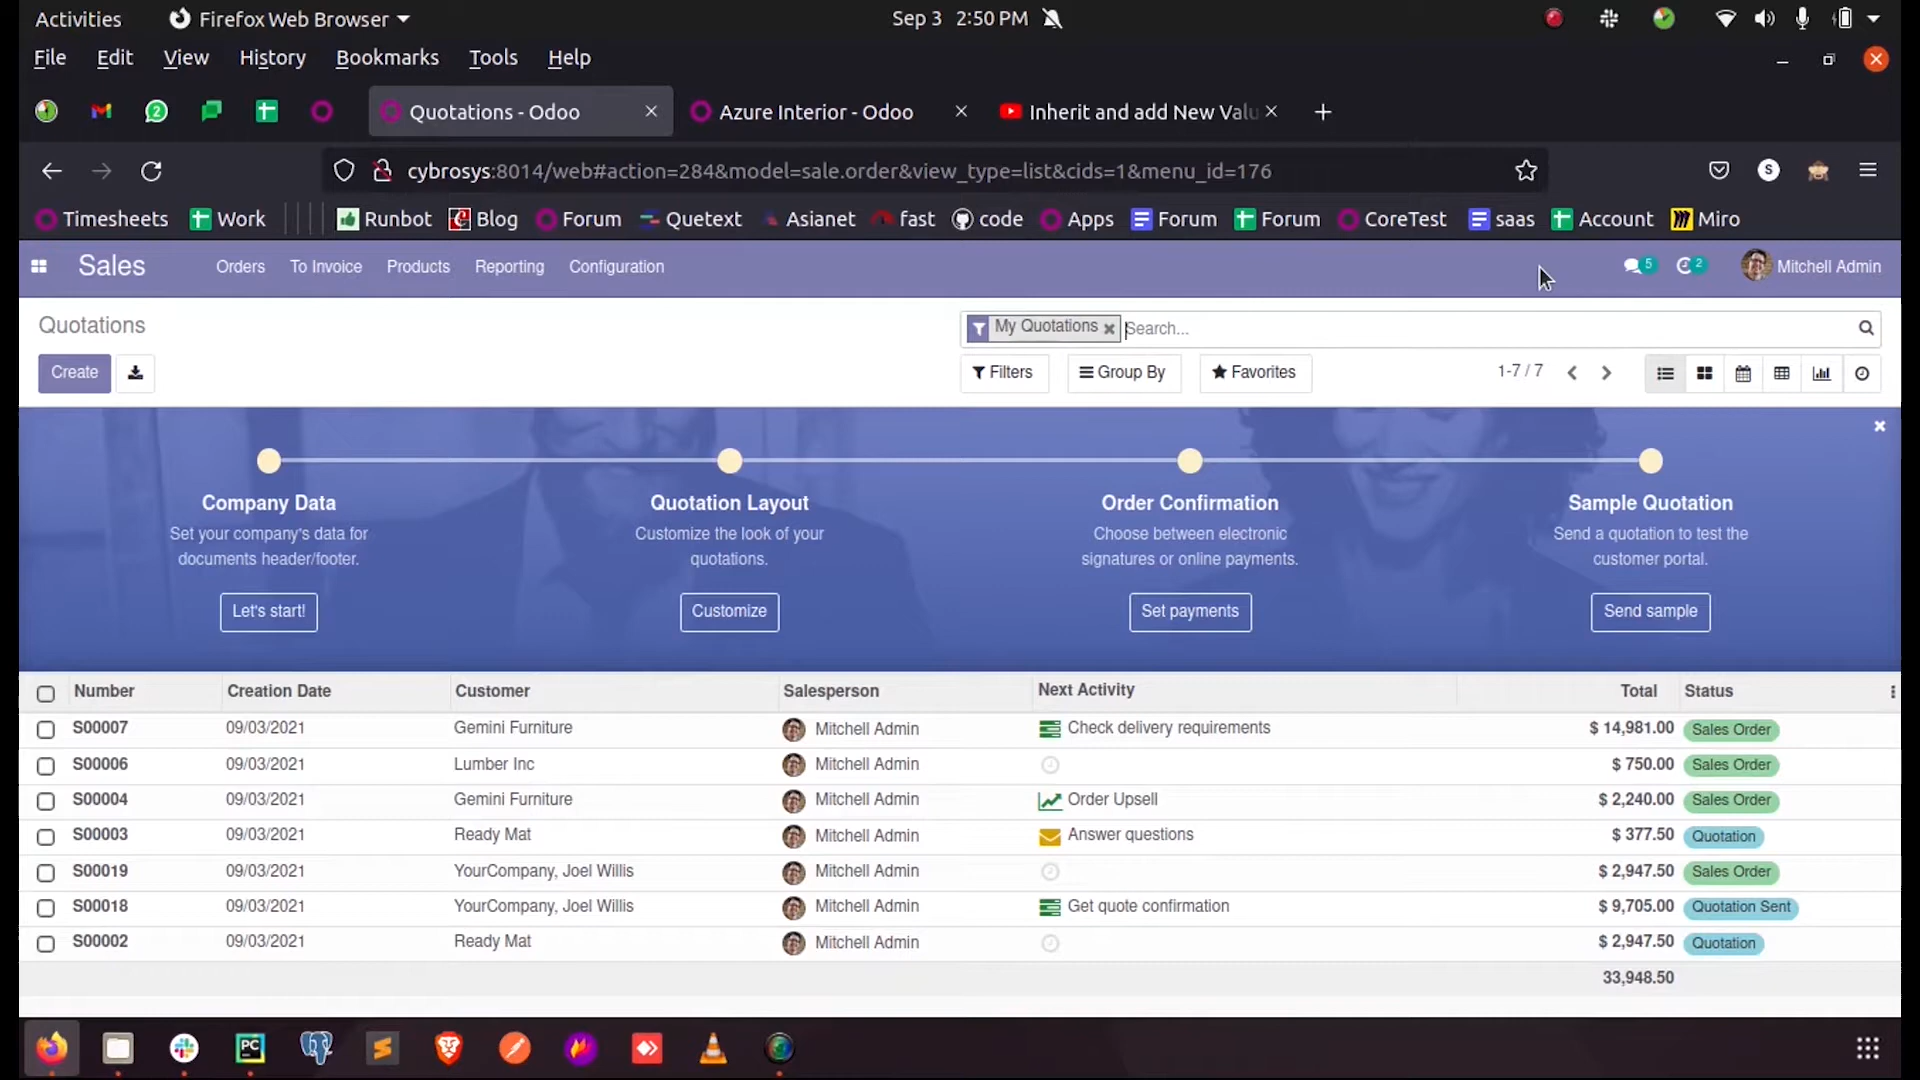 Activities Firefox Web Browser Sep 3 2:50 PM
File Edit View History Bookmarks Tools Help
2 Quotations - Odoo Azure Interior - Odoo Inherit and add New Valu
cybrosys:8014/web#action=284&model=sale.order&view_type=list&cids=1&menu_id=176 S
Timesheets Work Runbot Blog Forum Quetext Asianet fast code Apps Forum Forum CoreTest saas Account Miro
Sales Orders To Invoice Products Reporting Configuration 5 2 Mitchell Admin
Quotations My Quotations Search...
Create Filters Group By Favorites 1-7 / 7
Company Data Quotation Layout Order Confirmation Sample Quotation
Set your company's data for Customize the look of your Choose between electronic Send a quotation to test the
documents header/footer. quotations. signatures or online payments. customer portal.
Let's start! Customize Set payments Send sample
Number Creation Date Customer Salesperson Next Activity Total Status
S00007 09/03/2021 Gemini Furniture Mitchell Admin Check delivery requirements $ 14,981.00 Sales Order
S00006 09/03/2021 Lumber Inc Mitchell Admin $ 750.00 Sales Order
S00004 09/03/2021 Gemini Furniture Mitchell Admin Order Upsell $ 2,240.00 Sales Order
S00003 09/03/2021 Ready Mat Mitchell Admin Answer questions $ 377.50 Quotation
S00019 09/03/2021 YourCompany, Joel Willis Mitchell Admin $ 2,947.50 Sales Order
S00018 09/03/2021 YourCompany, Joel Willis Mitchell Admin Get quote confirmation $ 9,705.00 Quotation Sent
S00002 09/03/2021 Ready Mat Mitchell Admin $ 2,947.50 Quotation
33,948.50
PC